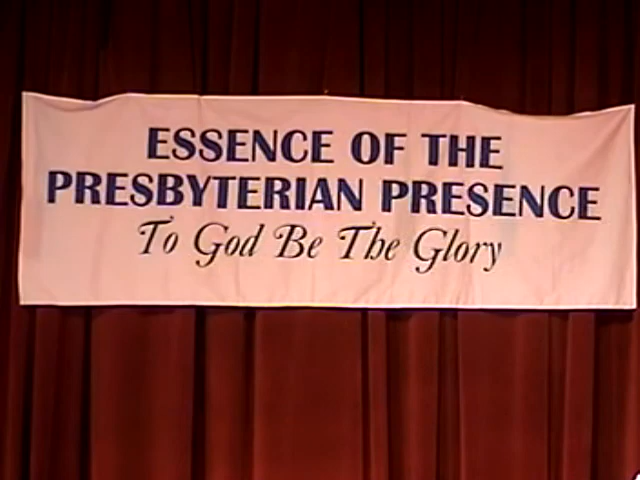 ESSENCE OF THE
PRESBYTERIAN PRESENCE
To God Be The Glory